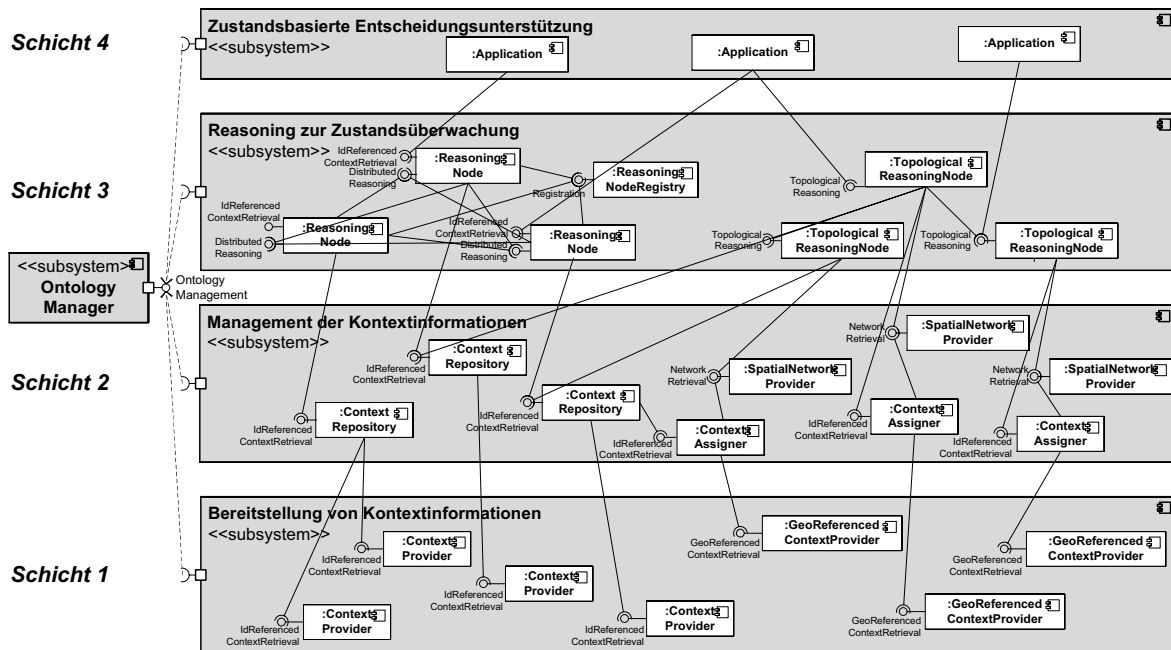 Schicht 4
Zustandsbasierte Entscheidungsunterstützung
<<subsystem>>
:Application
:Application
:Application
Schicht 3
Reasoning zur Zustandsüberwachung
<<subsystem>>
IdReferenced
ContextRetrieval
Distributed
Reasoning
:Reasoning
Node
Registration
:Reasoning
NodeRegistry
Topological
Reasoning
:Topological
ReasoningNode
IdReferenced
ContextRetrieval
Distributed
Reasoning
:Reasoning
Node
IdReferenced
ContextRetrieval
Distributed
Reasoning
:Reasoning
Node
Topological
Reasoning
:Topological
ReasoningNode
Topological
Reasoning
:Topological
ReasoningNode
<<subsystem>>
Ontology
Manager
Ontology
Management
Schicht 2
Management der Kontextinformationen
<<subsystem>>
IdReferenced
ContextRetrieval
:Context
Repository
Network
Retrieval
:SpatialNetwork
Provider
Network
Retrieval
:SpatialNetwork
Provider
Network
Retrieval
:SpatialNetwork
Provider
IdReferenced
ContextRetrieval
:Context
Repository
IdReferenced
ContextRetrieval
:Context
Repository
IdReferenced
ContextRetrieval
:Context
Assigner
IdReferenced
ContextRetrieval
:Context
Assigner
IdReferenced
ContextRetrieval
:Context
Assigner
Schicht 1
Bereitstellung von Kontextinformationen
<<subsystem>>
IdReferenced
ContextRetrieval
:Context
Provider
GeoReferenced
ContextRetrieval
:GeoReferenced
ContextProvider
GeoReferenced
ContextRetrieval
:GeoReferenced
ContextProvider
IdReferenced
ContextRetrieval
:Context
Provider
IdReferenced
ContextRetrieval
:Context
Provider
IdReferenced
ContextRetrieval
:Context
Provider
GeoReferenced
ContextRetrieval
:GeoReferenced
ContextProvider